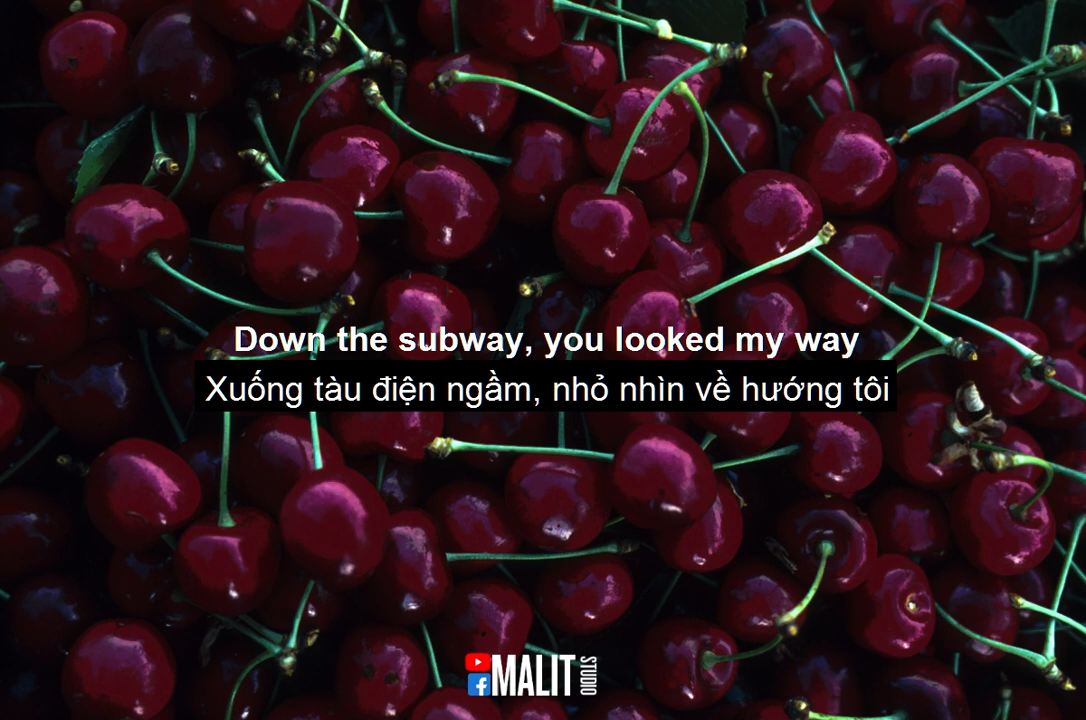 Down the subway, you looked my way
Xuống tàu điện ngầm, nhỏ nhìn về hướng tôi
MALIT STUDIO